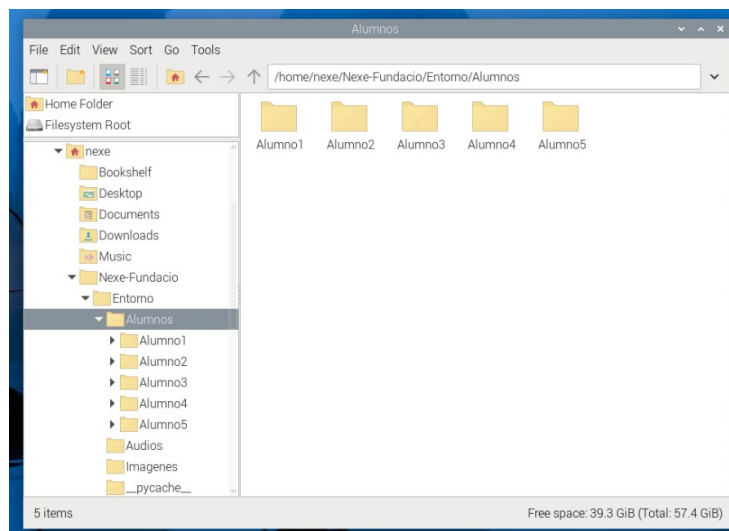 Alumnos
File Edit View Sort Go Tools
/home/nexe/Nexe-Fundacio/Entorno/Alumnos
Home Folder
Filesystem Root
nexe
Bookshelf
Desktop
Documents
Downloads
Music
Nexe-Fundacio
Entorno
Alumnos
Alumno1
Alumno2
Alumno3
Alumno4
Alumno5
Audios
Imagenes
__pycache__
Alumno1 Alumno2 Alumno3 Alumno4 Alumno5
5 items
Free space: 39.3 GiB (Total: 57.4 GiB)